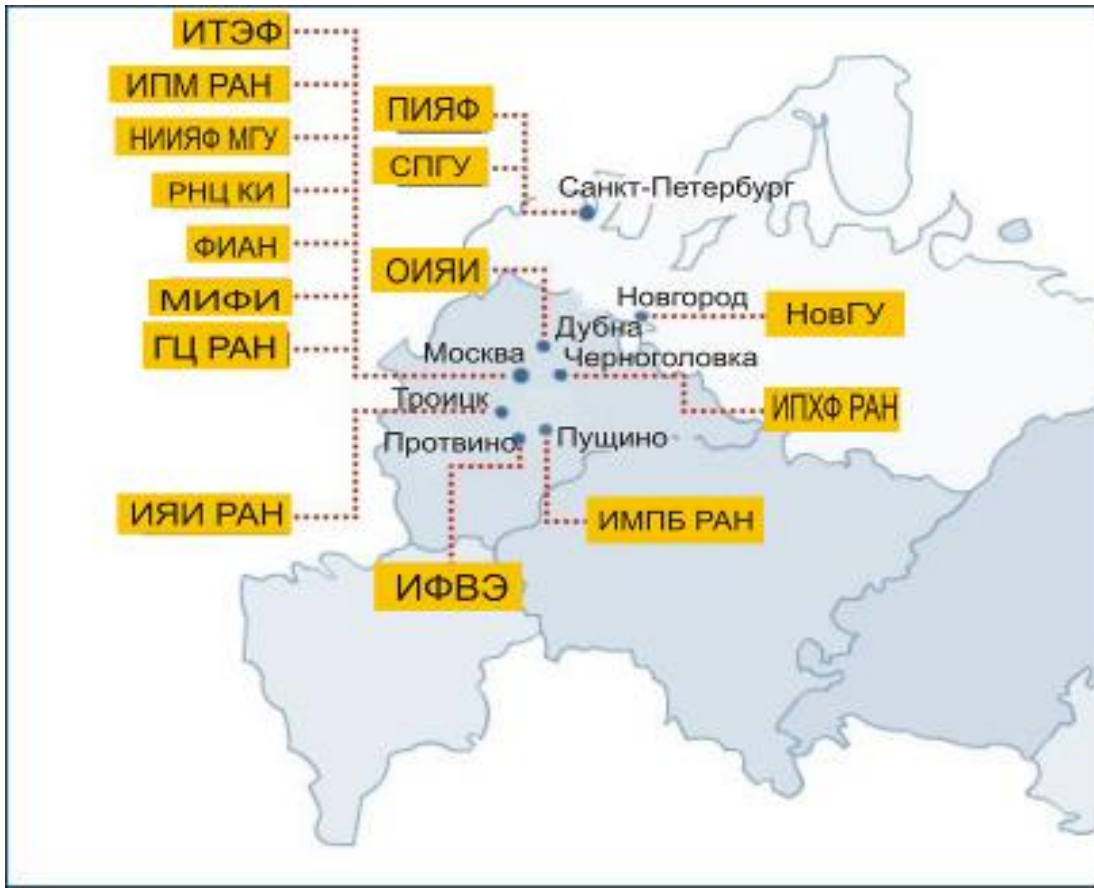 ИТЭФ
ИПМ РАН
НИИЯФ МГУ
РНЦ КИ
ФИАН
МИФИ
ГЦ РАН
ПИЯФ
СПГУ
Санкт-Петербург
ОИЯИ
Новгород
НовГУ
Дубна
Москва
Черноголовка
Троицк
ИПХФ РАН
Протвино
Пущино
ИЯИ РАН
ИМПБ РАН
ИФВЭ